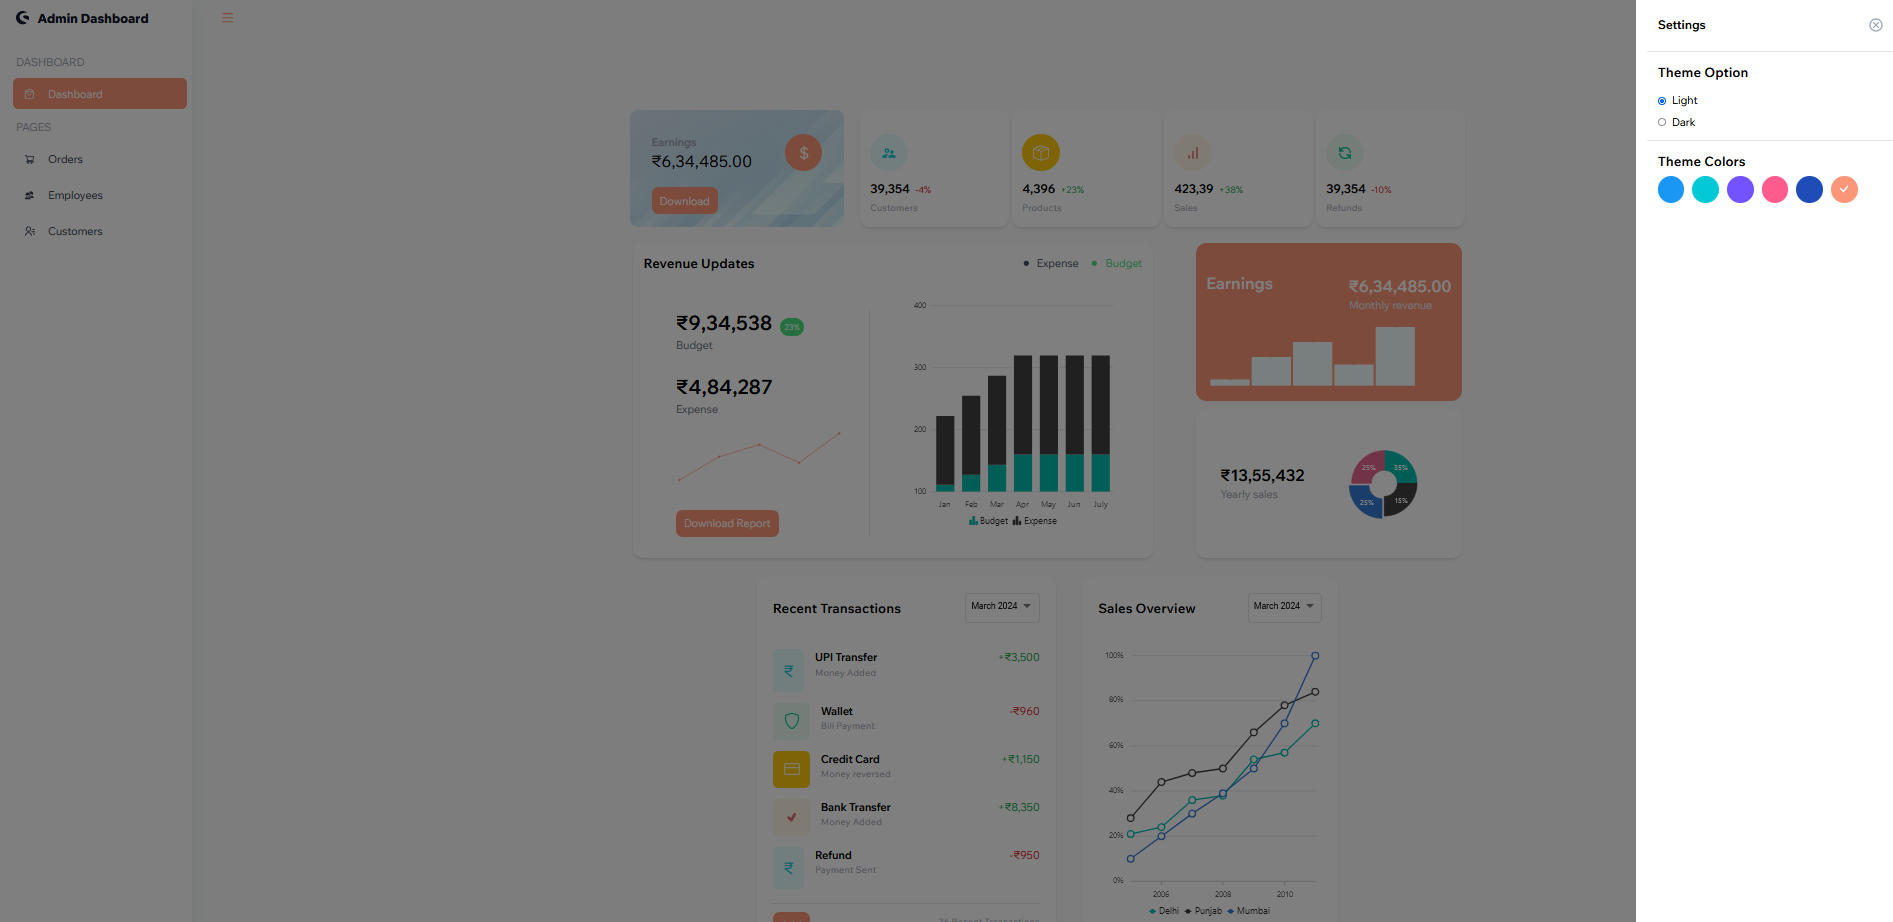 Admin Dashboard
DASHBOARD
Dashboard
PAGES
Orders
Employees
Customers
Earnings
₹6,34,485.00
$
Download
39,354 -4%
Customers
4,396 +23%
Products
423,39 +38%
Sales
39,354 -10%
Refunds
Revenue Updates
Expense
Budget
₹9,34,538 23%
Budget
₹4,84,287
Expense
Download Report
400
300
200
100
Jan Feb Mar Apr May Jun July
Budget Expense
Earnings
₹6,34,485.00
Monthly revenue
₹13,55,432
Yearly sales
25% 35%
25% 15%
Recent Transactions
March 2024
UPI Transfer +₹3,500
Money Added
Wallet -₹960
Bill Payment
Credit Card +₹1,150
Money reversed
Bank Transfer +₹8,350
Money Added
Refund -₹950
Payment Sent
Recent Transactions
Sales Overview
March 2024
100%
80%
60%
40%
20%
0%
2006 2008 2010
Delhi Punjab Mumbai
Settings
Theme Option
Light
Dark
Theme Colors